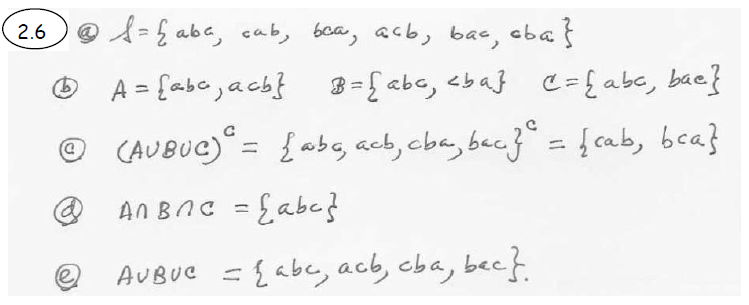 2.6 ⓐ S = {abc, cab, bca, acb, bac, cba}
ⓑ A = {abc, acb} B = {abc, cba} C = {abc, bac}
ⓒ (A∪B∪C)ᶜ = {abc, acb, cba, bac}ᶜ = {cab, bca}
ⓓ A∩B∩C = {abc}
ⓔ A∪B∪C = {abc, acb, cba, bac}.